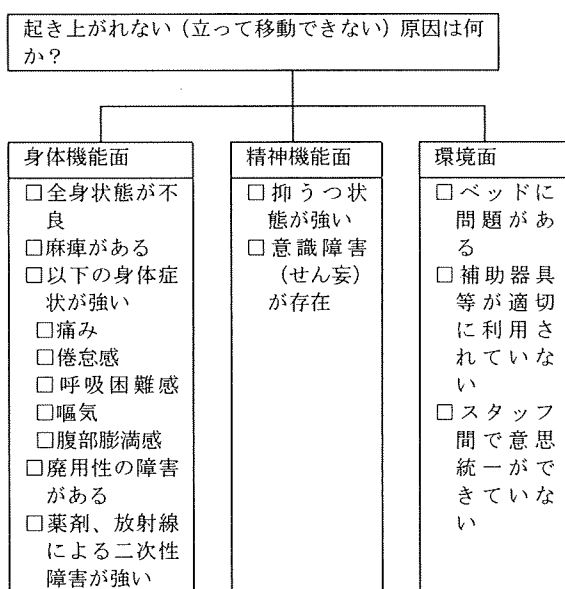 起き上がれない（立って移動できない）原因は何
か？
身体機能面
□全身状態が不
良
□麻痺がある
□以下の身体症
状が強い
□痛み
□倦怠感
□呼吸困難感
□嘔気
□腹部膨満感
□廃用性の障害
がある
□薬剤、放射線
による二次性
障害が強い
精神機能面
□抑うつ状
態が強い
□意識障害
（せん妄）
が存在
環境面
□ベッドに
問題があ
る
□補助器具
等が適切
に利用さ
れていな
い
□スタッフ
間で意思
統一がで
きていな
い